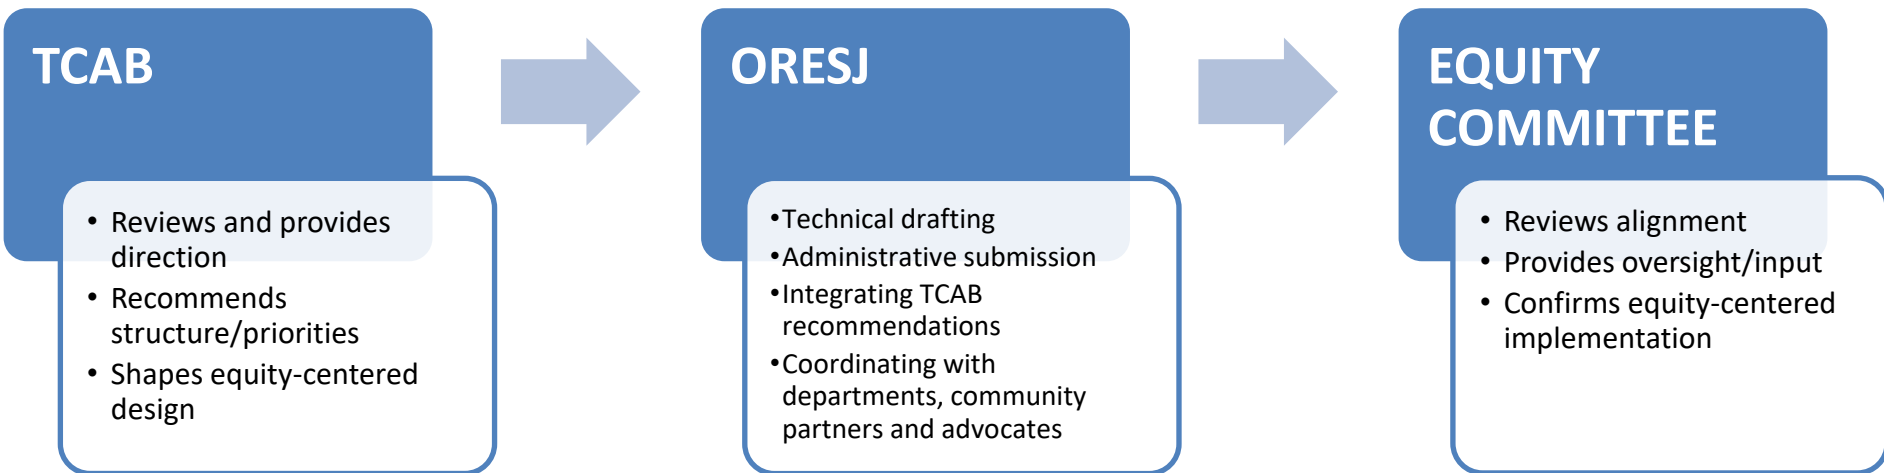 TCAB
• Reviews and provides
direction
• Recommends
structure/priorities
• Shapes equity-centered
design
ORESJ
•Technical drafting
•Administrative submission
•Integrating TCAB
recommendations
•Coordinating with
departments, community
partners and advocates
EQUITY
COMMITTEE
• Reviews alignment
• Provides oversight/input
• Confirms equity-centered
implementation